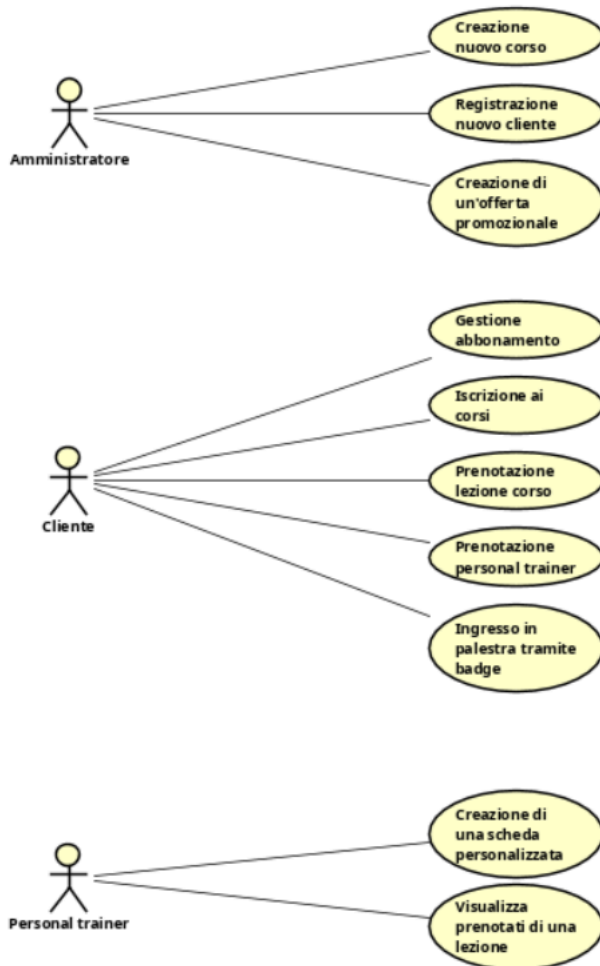 Creazione
nuovo corso
Registrazione
nuovo cliente
Amministratore
Creazione di
un'offerta
promozionale
Gestione
abbonamento
Iscrizione ai
corsi
Prenotazione
lezione corso
Cliente
Prenotazione
personal trainer
Ingresso in
palestra tramite
badge
Creazione di
una scheda
personalizzata
Personal trainer
Visualizza
prenotati di una
lezione